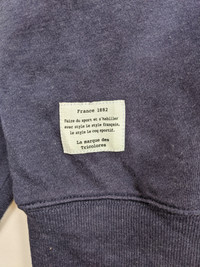 France 1882
Faire du sport et s'habiller
avec style le style français,
le style le coq sportif.
La marque des
Tricolores